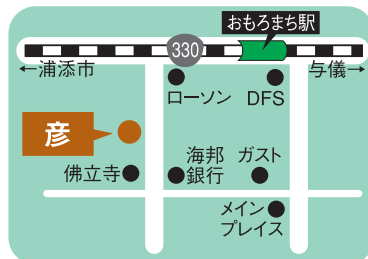 おもろまち駅
330
←浦添市
与儀→
ローソン
DFS
彦
佛立寺
海邦
銀行
ガスト
メイン
プレイス